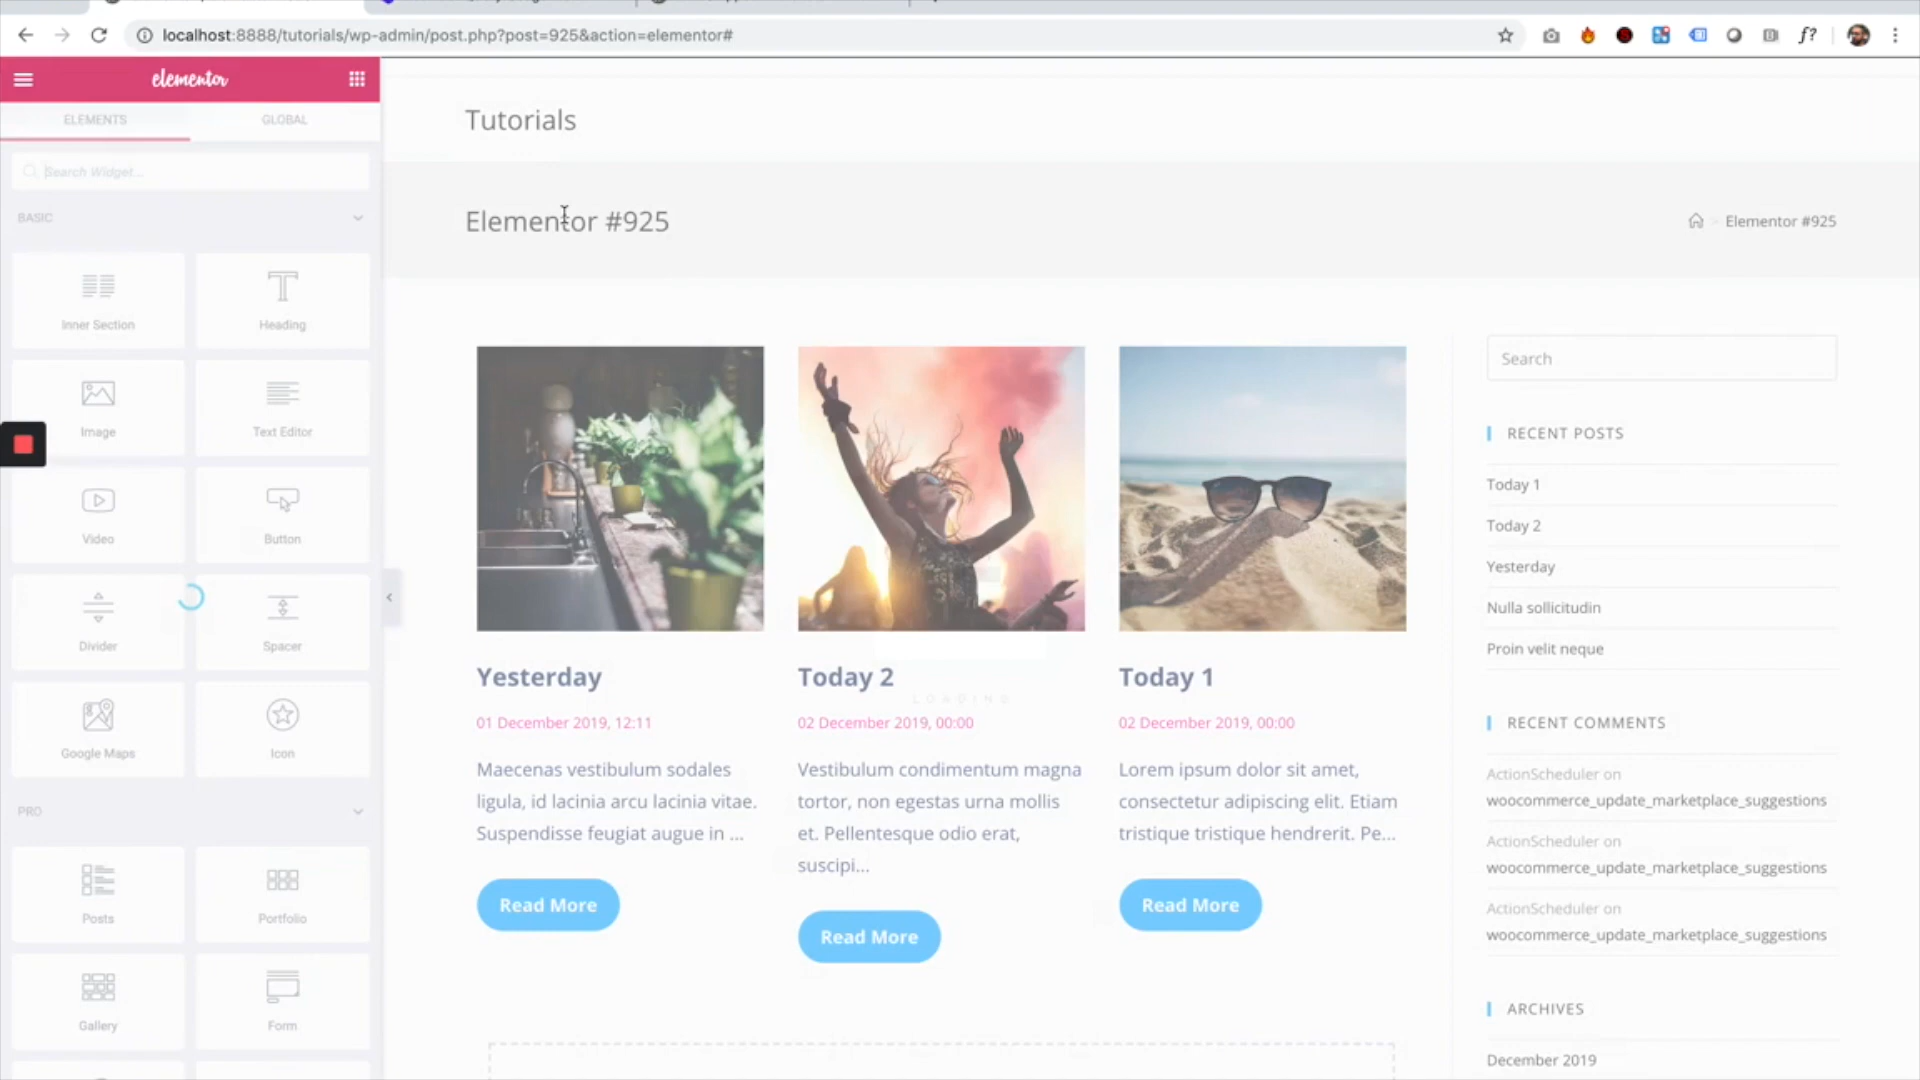 localhost:8888/tutorials/wp-admin/post.php?post=925&action=elementor#
f?
elementor
ELEMENTS
GLOBAL
Search Widget...
BASIC
Inner Section
Heading
Image
Text Editor
Video
Button
Divider
Spacer
Google Maps
Icon
PRO
Posts
Portfolio
Gallery
Form
Tutorials
Elementor #925
> Elementor #925
Yesterday
01 December 2019, 12:11
Maecenas vestibulum sodales
ligula, id lacinia arcu lacinia vitae.
Suspendisse feugiat augue in ...
Read More
Today 2
LOADING
02 December 2019, 00:00
Vestibulum condimentum magna
tortor, non egestas urna mollis
et. Pellentesque odio erat,
suscipi...
Read More
Today 1
02 December 2019, 00:00
Lorem ipsum dolor sit amet,
consectetur adipiscing elit. Etiam
tristique tristique hendrerit. Pe...
Read More
Search
RECENT POSTS
Today 1
Today 2
Yesterday
Nulla sollicitudin
Proin velit neque
RECENT COMMENTS
ActionScheduler on
woocommerce_update_marketplace_suggestions
ActionScheduler on
woocommerce_update_marketplace_suggestions
ActionScheduler on
woocommerce_update_marketplace_suggestions
ARCHIVES
December 2019